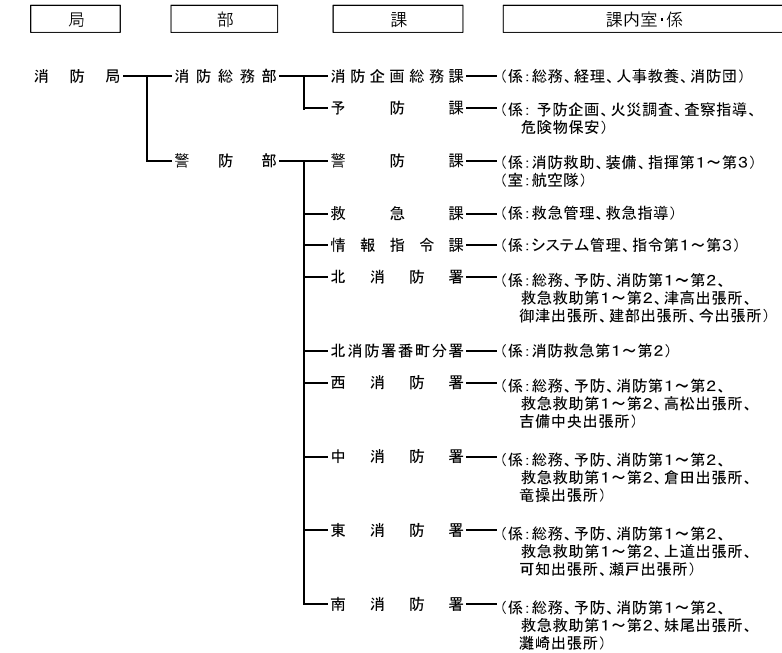 局 部 課 課内室・係
消防局 消防総務部 消防企画総務課 (係：総務、経理、人事教養、消防団)
予防課 (係： 予防企画、火災調査、査察指導、
危険物保安)
警防部 警防課 (係：消防救助、装備、指揮第1～第3)
(室：航空隊)
救急課 (係：救急管理、救急指導)
情報指令課 (係：システム管理、指令第1～第3)
北消防署 (係：総務、予防、消防第1～第2、
救急救助第1～第2、津高出張所、
御津出張所、建部出張所、今出張所)
北消防署番町分署 (係：消防救急第1～第2)
西消防署 (係：総務、予防、消防第1～第2、
救急救助第1～第2、高松出張所、
吉備中央出張所)
中消防署 (係：総務、予防、消防第1～第2、
救急救助第1～第2、倉田出張所、
竜操出張所)
東消防署 (係：総務、予防、消防第1～第2、
救急救助第1～第2、上道出張所、
可知出張所、瀬戸出張所)
南消防署 (係：総務、予防、消防第1～第2、
救急救助第1～第2、妹尾出張所、
灘崎出張所)